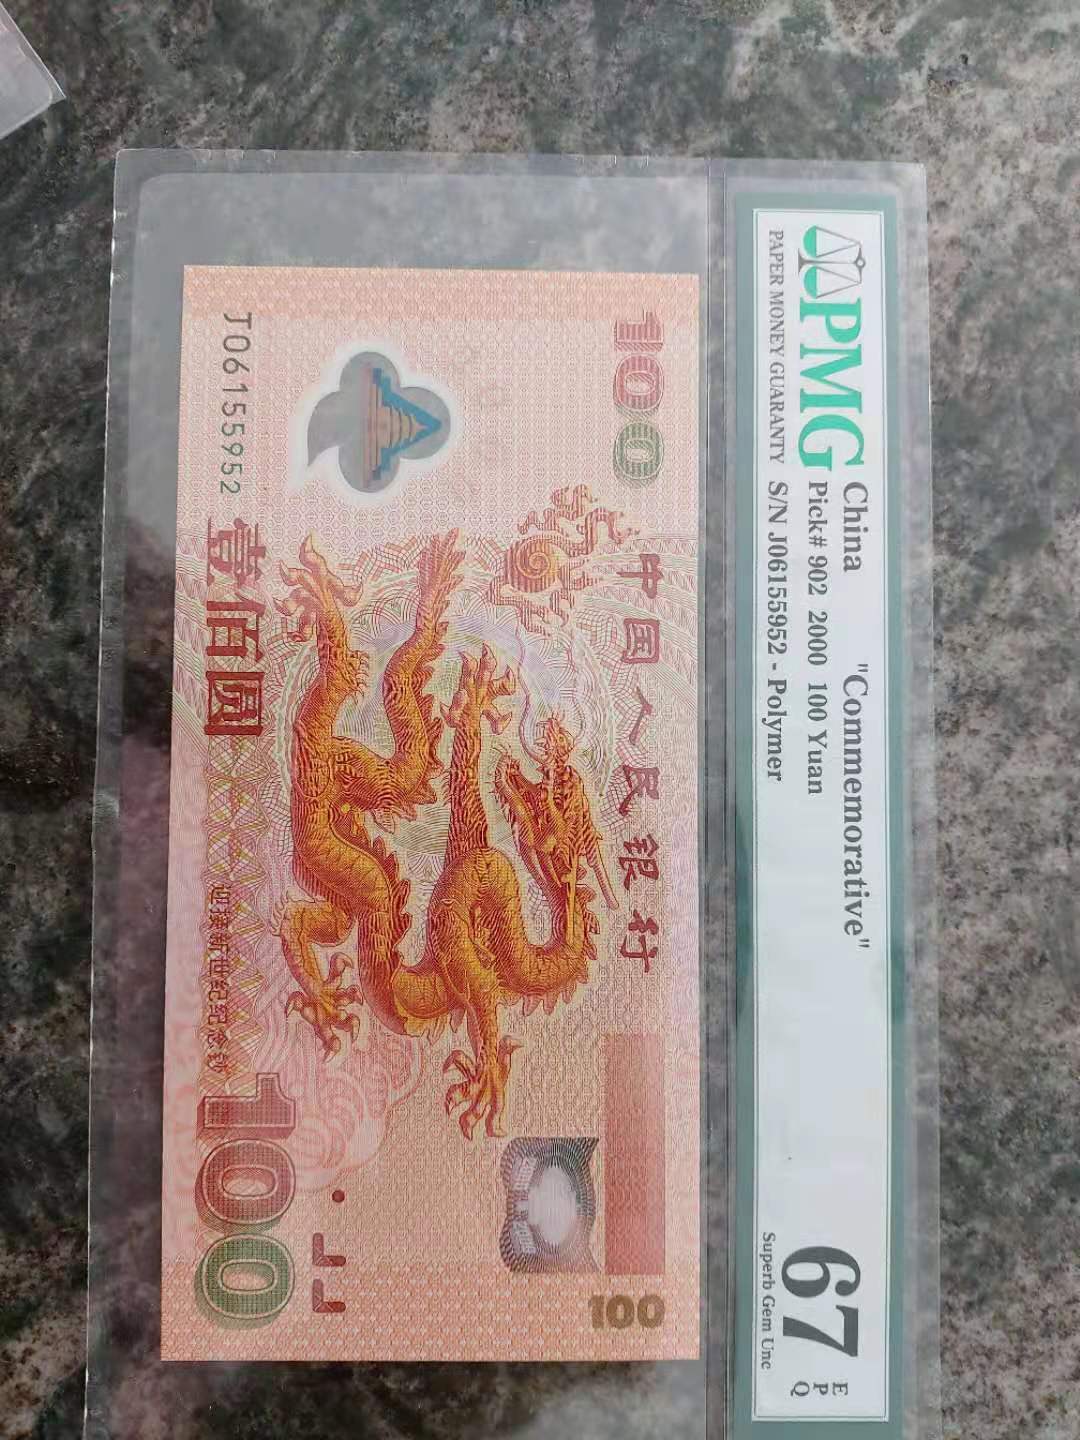 PMG
PAPER MONEY GUARANTY
China "Commemorative"
Pick# 902 2000 100 Yuan
S/N J06155952 - Polymer
67
EPQ
Superb Gem Unc
100
中国人民银行
J06155952
壹佰圆
迎接新世纪纪念钞
100
100